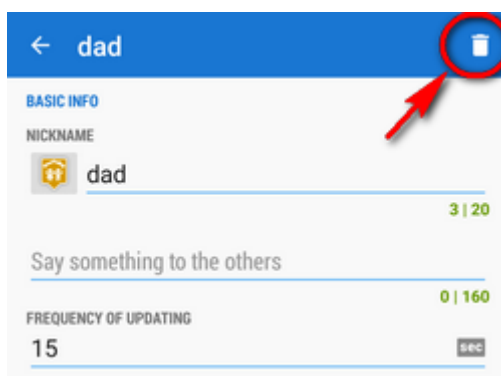 dad
BASIC INFO
NICKNAME
dad
3 | 20
Say something to the others
0 | 160
FREQUENCY OF UPDATING
15 sec